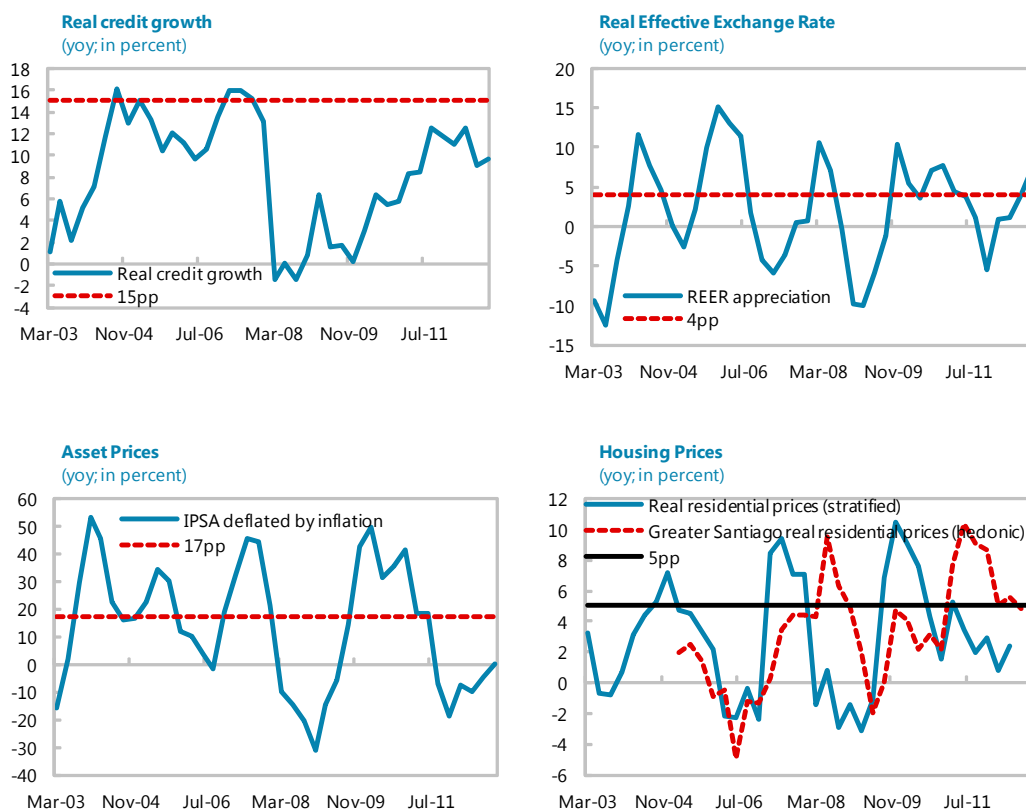 Real credit growth
(yoy; in percent)
18
16
14
12
10
8
6
4
2
0
-2
-4
Real credit growth
15pp
Mar-03 Nov-04 Jul-06 Mar-08 Nov-09 Jul-11
Real Effective Exchange Rate
(yoy; in percent)
20
15
10
5
0
-5
-10
-15
REER appreciation
4pp
Mar-03 Nov-04 Jul-06 Mar-08 Nov-09 Jul-11
Asset Prices
(yoy; in percent)
60
50
40
30
20
10
0
-10
-20
-30
-40
IPSA deflated by inflation
17pp
Mar-03 Nov-04 Jul-06 Mar-08 Nov-09 Jul-11
Housing Prices
(yoy; in percent)
12
10
8
6
4
2
0
-2
-4
-6
Real residential prices (stratified)
Greater Santiago real residential prices (hedonic)
5pp
Mar-03 Nov-04 Jul-06 Mar-08 Nov-09 Jul-11